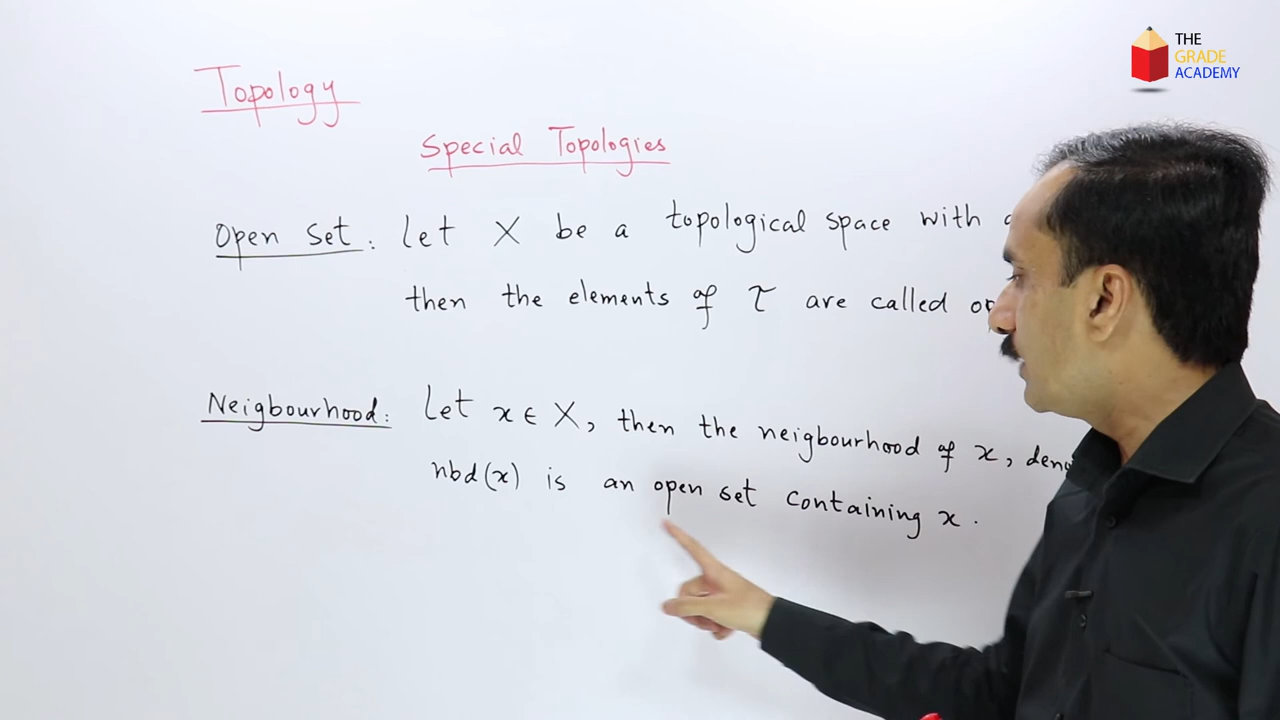 THE
GRADE
ACADEMY
Topology
Special Topologies
Open Set: Let X be a topological space with
then the elements of τ are called
Neigbourhood: Let x ∈ X, then the neigbourhood of x,
nbd(x) is an open set containing x.